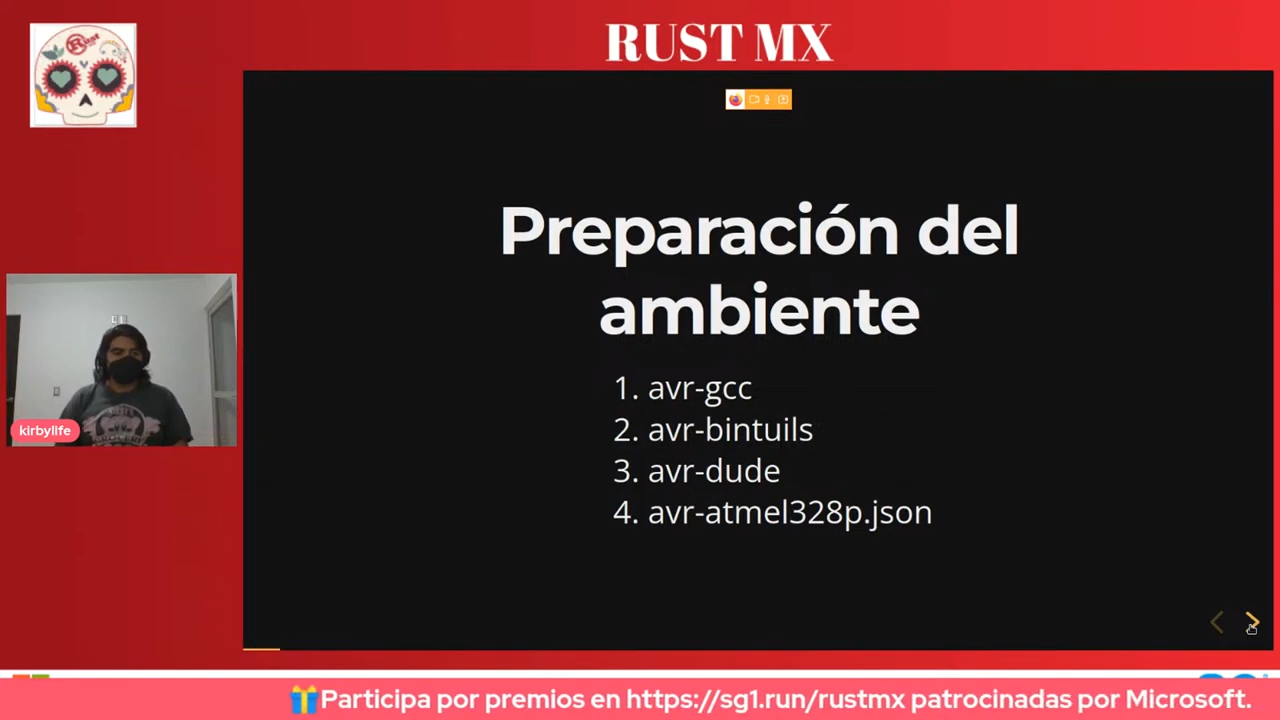 RUST MX
Rust
Preparación del
ambiente
1. avr-gcc
2. avr-bintuils
3. avr-dude
4. avr-atmel328p.json
kirbylife
Participa por premios en https://sg1.run/rustmx patrocinadas por Microsoft.